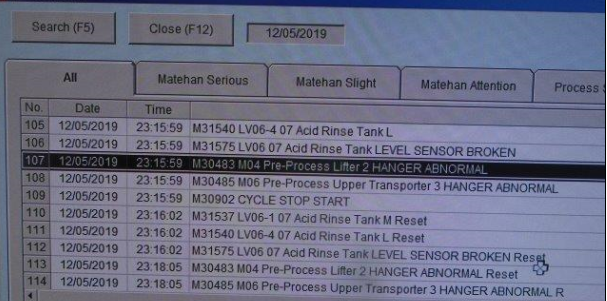 Search (F5) Close (F12) 12/05/2019
All Matehan Serious Matehan Slight Matehan Attention Process
No. Date Time
105 12/05/2019 23:15:59 M31540 LV06-4 07 Acid Rinse Tank L
106 12/05/2019 23:15:59 M31575 LV06 07 Acid Rinse Tank LEVEL SENSOR BROKEN
107 12/05/2019 23:15:59 M30483 M04 Pre-Process Lifter 2 HANGER ABNORMAL
108 12/05/2019 23:15:59 M30485 M06 Pre-Process Upper Transporter 3 HANGER ABNORMAL
109 12/05/2019 23:15:59 M30902 CYCLE STOP START
110 12/05/2019 23:16:02 M31537 LV06-1 07 Acid Rinse Tank M Reset
111 12/05/2019 23:16:02 M31540 LV06-4 07 Acid Rinse Tank L Reset
112 12/05/2019 23:16:02 M31575 LV06 07 Acid Rinse Tank LEVEL SENSOR BROKEN Reset
113 12/05/2019 23:18:05 M30483 M04 Pre-Process Lifter 2 HANGER ABNORMAL Reset
114 12/05/2019 23:18:05 M30485 M06 Pre-Process Upper Transporter 3 HANGER ABNORMAL R